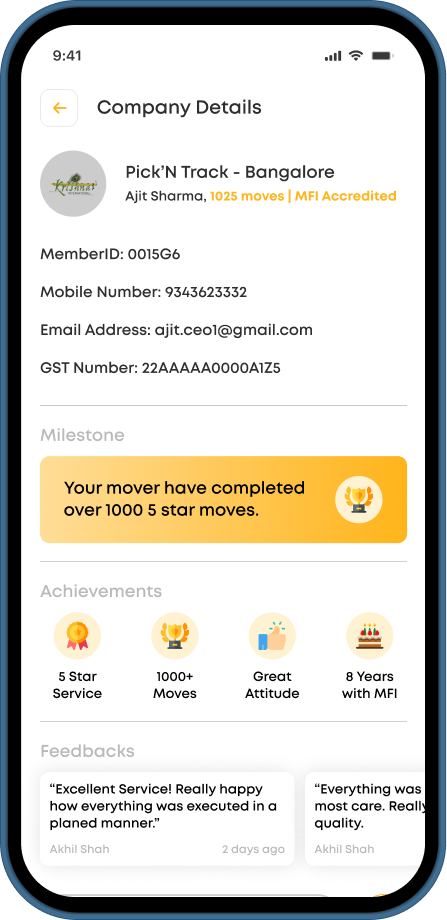 9:41
Company Details
Krishna
Pick’N Track - Bangalore
Ajit Sharma, 1025 moves | MFI Accredited
MemberID: 0015G6
Mobile Number: 9343623332
Email Address: ajit.ceo1@gmail.com
GST Number: 22AAAAA0000A1Z5
Milestone
Your mover have completed
over 1000 5 star moves.
Achievements
5 Star
Service
1000+
Moves
Great
Attitude
8 Years
with MFI
Feedbacks
“Excellent Service! Really happy
how everything was executed in a
planed manner.”
Akhil Shah
2 days ago
“Everything was
most care. Really
quality.
Akhil Shah